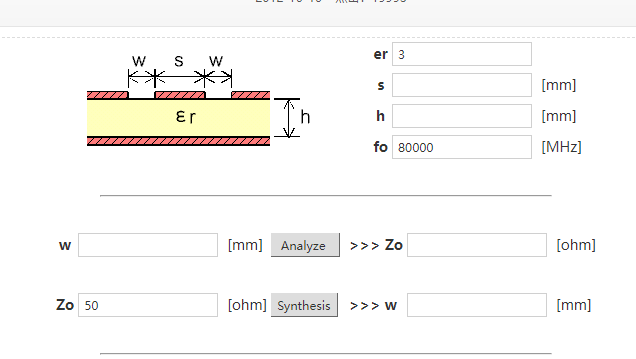 W S W
er 3
s [mm]
εr h
h [mm]
fo 80000 [MHz]
w [mm] Analyze >>> Zo [ohm]
Zo 50 [ohm] Synthesis >>> w [mm]